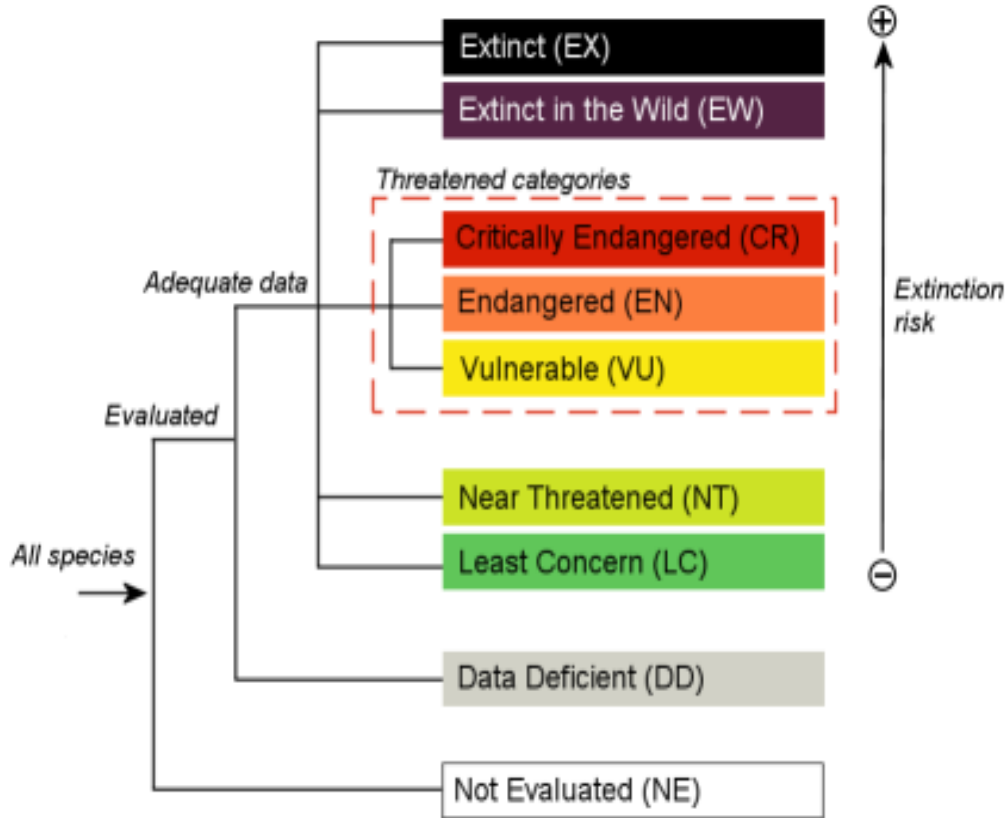 Extinct (EX)
Extinct in the Wild (EW)
Threatened categories
Critically Endangered (CR)
Adequate data
Endangered (EN)
Extinction
risk
Vulnerable (VU)
Evaluated
Near Threatened (NT)
All species
Least Concern (LC)
Data Deficient (DD)
Not Evaluated (NE)